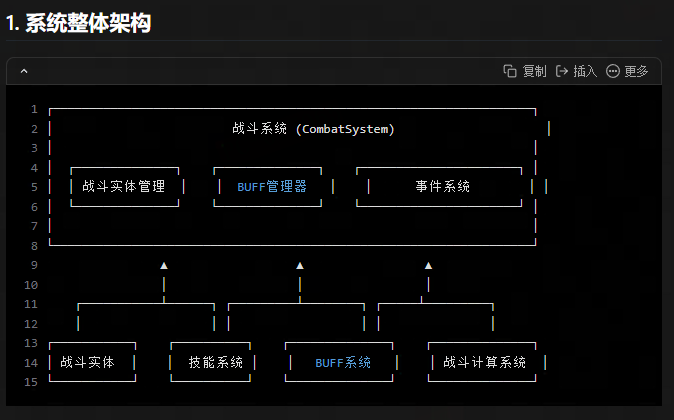 1. 系统整体架构
复制 插入 更多
1
2 战斗系统 (CombatSystem)
3
4
5 战斗实体管理 BUFF管理器 事件系统
6
7
8
9 ▲ ▲ ▲
10
11
12
13
14 战斗实体 技能系统 BUFF系统 战斗计算系统
15